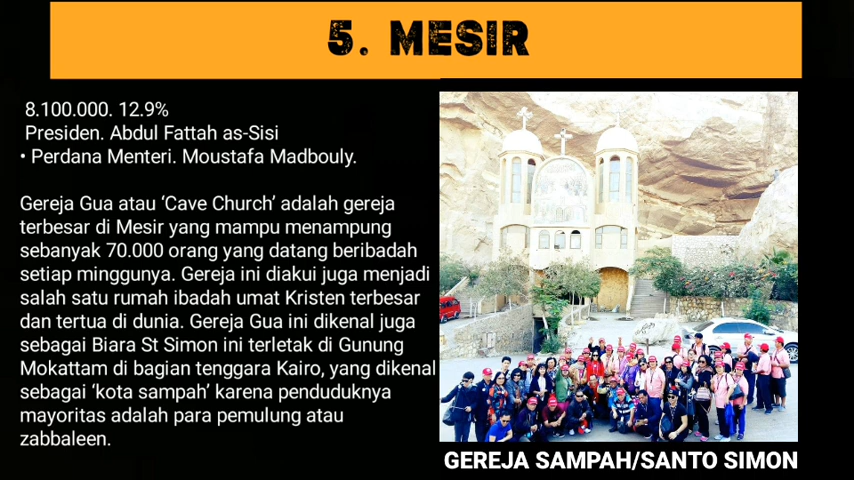 5. MESIR
8.100.000. 12.9%
Presiden. Abdul Fattah as-Sisi
• Perdana Menteri. Moustafa Madbouly.
Gereja Gua atau ‘Cave Church’ adalah gereja
terbesar di Mesir yang mampu menampung
sebanyak 70.000 orang yang datang beribadah
setiap minggunya. Gereja ini diakui juga menjadi
salah satu rumah ibadah umat Kristen terbesar
dan tertua di dunia. Gereja Gua ini dikenal juga
sebagai Biara St Simon ini terletak di Gunung
Mokattam di bagian tenggara Kairo, yang dikenal
sebagai ‘kota sampah’ karena penduduknya
mayoritas adalah para pemulung atau
zabbaleen.
GEREJA SAMPAH/SANTO SIMON